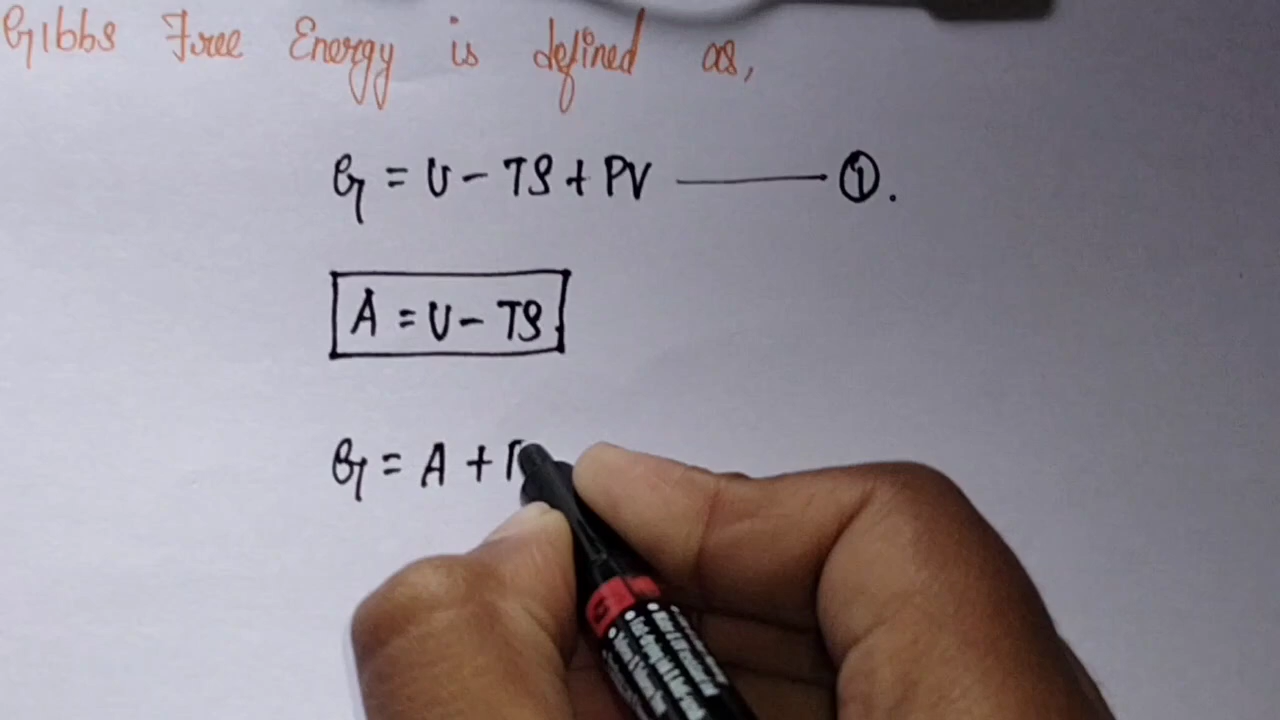 Gibbs Free Energy is defined as,
G = U - TS + PV ——— ①.
A = U - TS.
G = A +